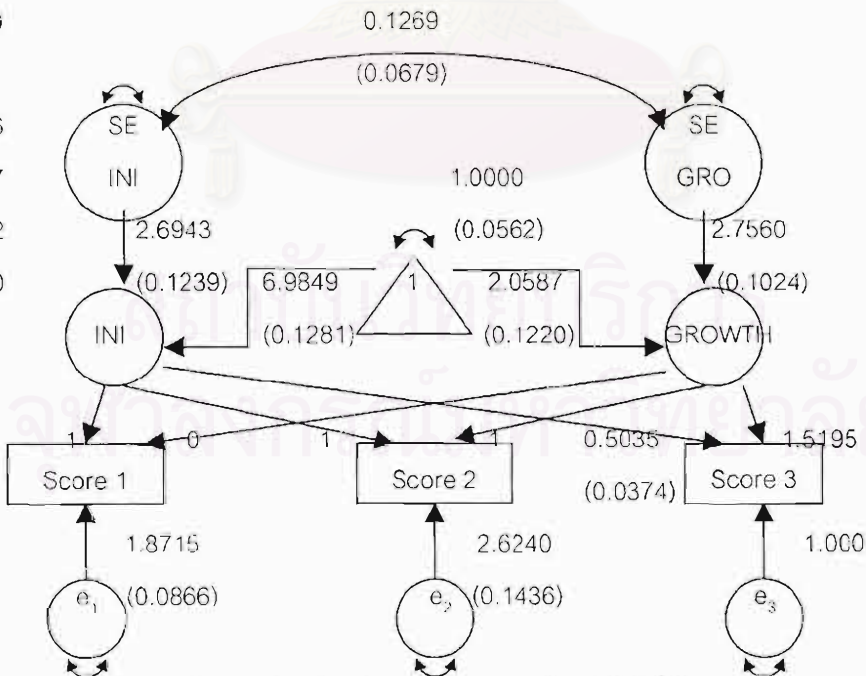 0.1269
(0.0679)
SE
INI
SE
GRO
1.0000
(0.0562)
2.6943
(0.1239)
2.7560
(0.1024)
6.9849
(0.1281)
1
2.0587
(0.1220)
INI
GROWTH
1
0
1
1
0.5035
(0.0374)
1.5195
Score 1
Score 2
Score 3
1.8715
(0.0866)
2.6240
(0.1436)
1.000
e₁
e₂
e₃